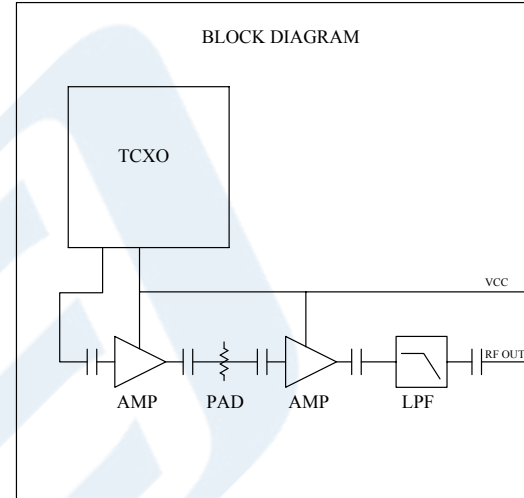 BLOCK DIAGRAM
TCXO
VCC
RF OUT
AMP PAD AMP LPF